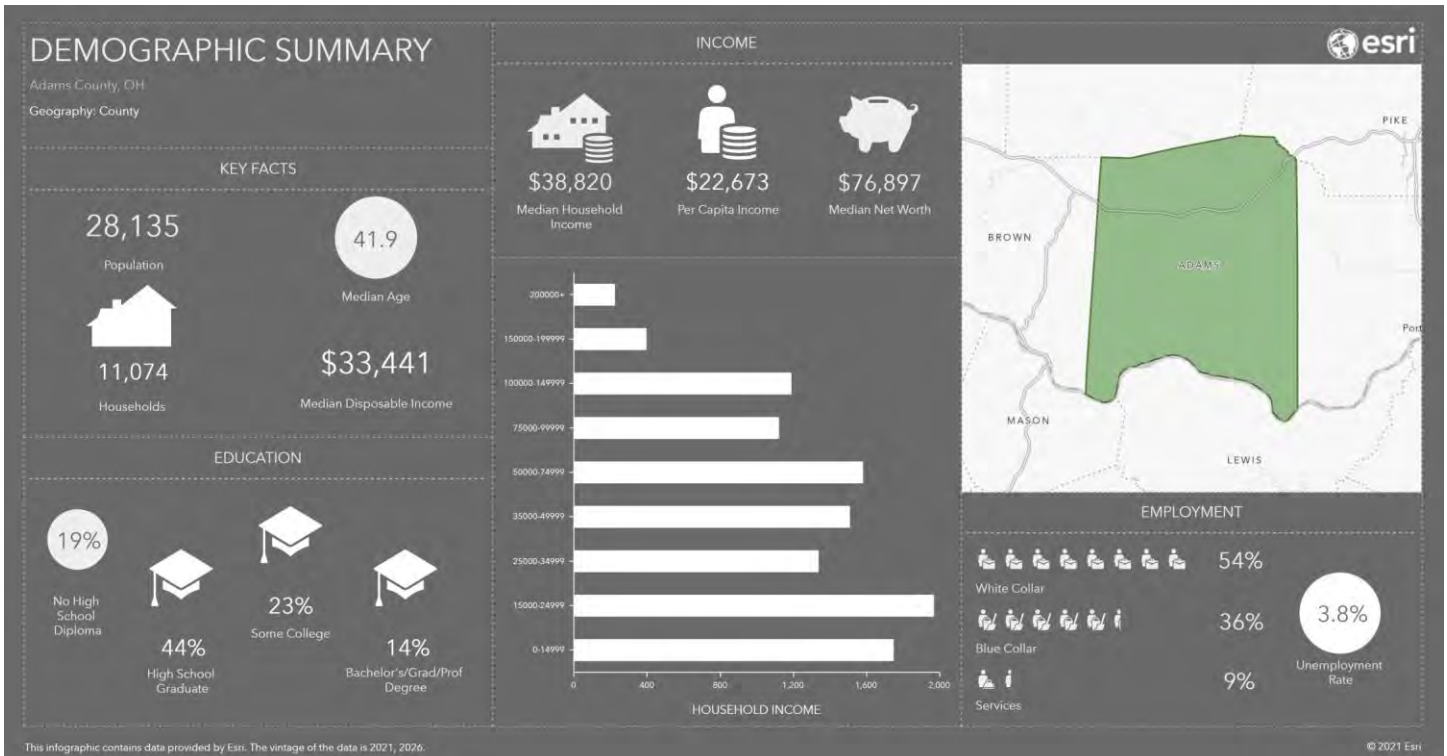 DEMOGRAPHIC SUMMARY
Adams County, OH
Geography: County
KEY FACTS
28,135
Population
41.9
Median Age
11,074
Households
$33,441
Median Disposable Income
EDUCATION
19%
No High
School
Diploma
44%
High School
Graduate
23%
Some College
14%
Bachelor's/Grad/Prof
Degree
INCOME
$38,820
Median Household
Income
$22,673
Per Capita Income
$76,897
Median Net Worth
200000+
150000-199999
100000-149999
75000-99999
50000-74999
35000-49999
25000-34999
15000-24999
0-14999
0
400
800
1,200
1,600
2,000
HOUSEHOLD INCOME
esri
PIKE
BROWN
ADAMS
Port
MASON
LEWIS
EMPLOYMENT
54%
White Collar
36%
Blue Collar
9%
Services
3.8%
Unemployment
Rate
This infographic contains data provided by Esri. The vintage of the data is 2021, 2026.
© 2021 Esri